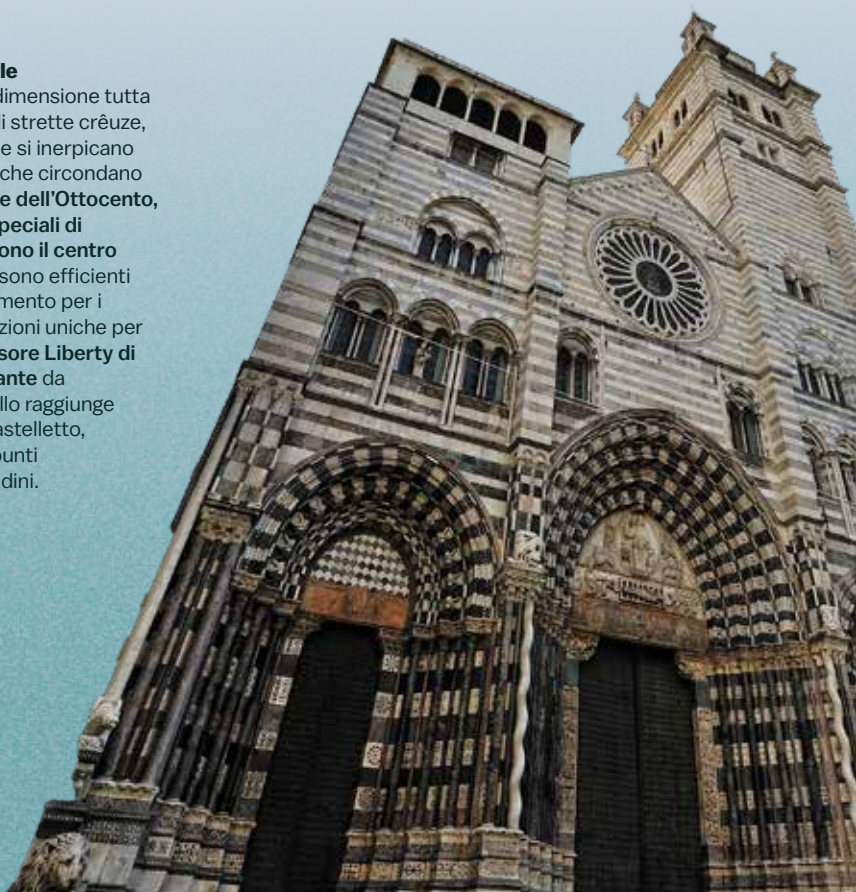 le
dimensione tutta
di strette crêuze,
e si inerpicano
che circondano
e dell'Ottocento,
peciali di
ono il centro
sono efficienti
mento per i
zioni uniche per
sore Liberty di
ante da
llo raggiunge
astelletto,
punti
dini.